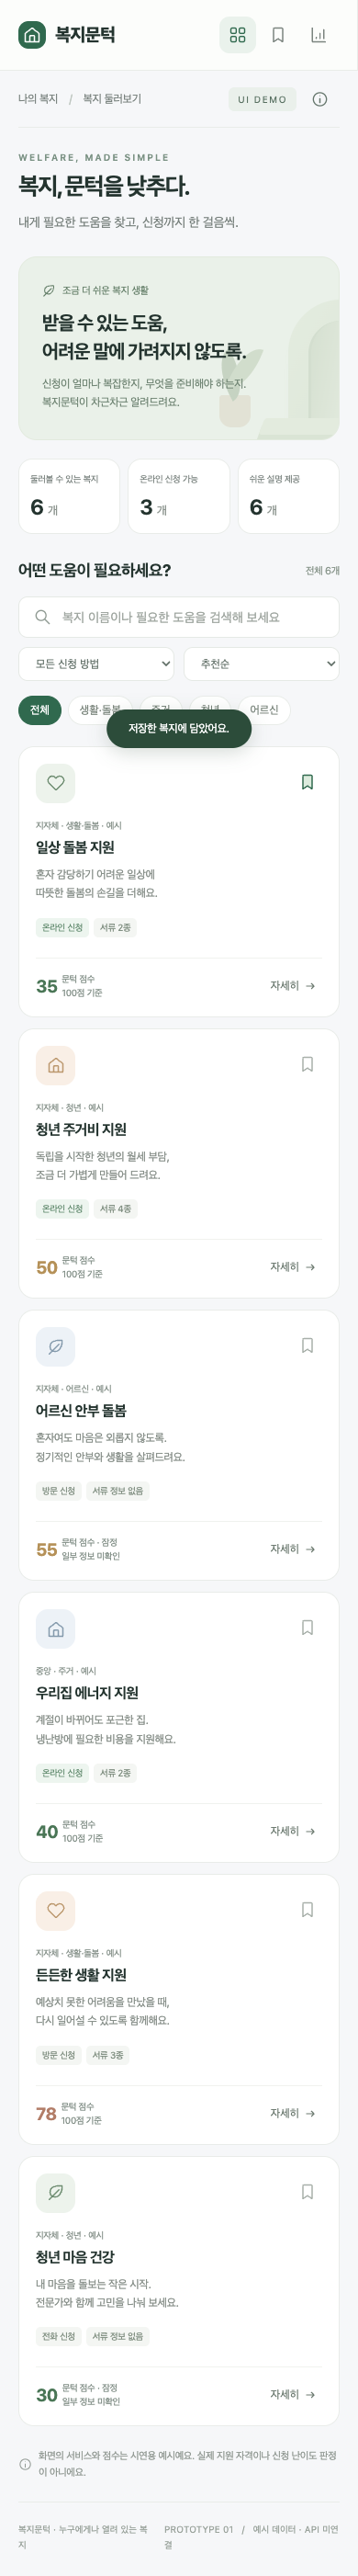 복지문턱
나의 복지 / 복지 둘러보기
UI DEMO
WELFARE, MADE SIMPLE
복지, 문턱을 낮추다.
내게 필요한 도움을 찾고, 신청까지 한 걸음씩.
조금 더 쉬운 복지 생활
받을 수 있는 도움,
어려운 말에 가려지지 않도록.
신청이 얼마나 복잡한지, 무엇을 준비해야 하는지.
복지문턱이 차근차근 알려드려요.
둘러볼 수 있는 복지
6 개
온라인 신청 가능
3 개
쉬운 설명 제공
6 개
어떤 도움이 필요하세요?
전체 6개
복지 이름이나 필요한 도움을 검색해 보세요
모든 신청 방법
추천순
전체
생활·돌봄
어르신
저장한 복지에 담았어요.
지자체 · 생활·돌봄 · 예시
일상 돌봄 지원
혼자 감당하기 어려운 일상에
따뜻한 돌봄의 손길을 더해요.
온라인 신청 서류 2종
35 문턱 점수
100점 기준
자세히 →
지자체 · 청년 · 예시
청년 주거비 지원
독립을 시작한 청년의 월세 부담,
조금 더 가볍게 만들어 드려요.
온라인 신청 서류 4종
50 문턱 점수
100점 기준
자세히 →
지자체 · 어르신 · 예시
어르신 안부 돌봄
혼자여도 마음은 외롭지 않도록.
정기적인 안부와 생활을 살펴드려요.
방문 신청 서류 정보 없음
55 문턱 점수 · 잠정
일부 정보 미확인
자세히 →
중앙 · 주거 · 예시
우리집 에너지 지원
계절이 바뀌어도 포근한 집.
냉난방에 필요한 비용을 지원해요.
온라인 신청 서류 2종
40 문턱 점수
100점 기준
자세히 →
지자체 · 생활·돌봄 · 예시
든든한 생활 지원
예상치 못한 어려움을 만났을 때,
다시 일어설 수 있도록 함께해요.
방문 신청 서류 3종
78 문턱 점수
100점 기준
자세히 →
지자체 · 청년 · 예시
청년 마음 건강
내 마음을 돌보는 작은 시작.
전문가와 함께 고민을 나눠 보세요.
전화 신청 서류 정보 없음
30 문턱 점수 · 잠정
일부 정보 미확인
자세히 →
화면의 서비스와 점수는 시연용 예시예요. 실제 지원 자격이나 신청 난이도 판정
이 아니에요.
복지문턱 · 누구에게나 열려 있는 복
지
PROTOTYPE 01 / 예시 데이터 · API 미연
결